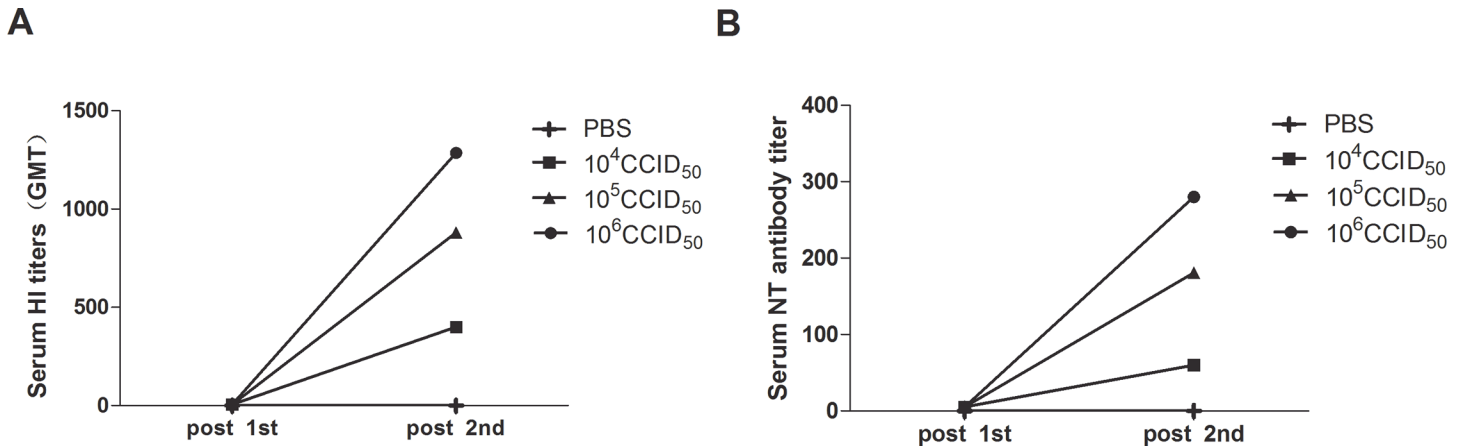 A
Serum HI titers（GMT）
1500
1000
500
0
post 1st
post 2nd
PBS
10⁴CCID₅₀
10⁵CCID₅₀
10⁶CCID₅₀
B
Serum NT antibody titer
400
300
200
100
0
post 1st
post 2nd
PBS
10⁴CCID₅₀
10⁵CCID₅₀
10⁶CCID₅₀